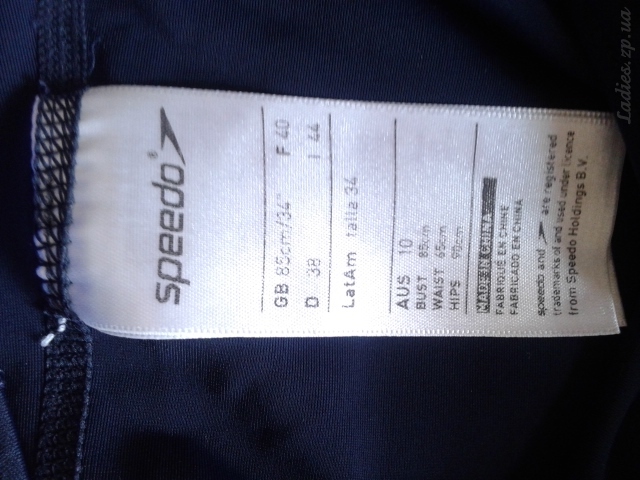 speedo®
GB 85cm/34" F 40
D 38 I 44
LatAm talla 34
AUS 10
BUST 85cm
WAIST 65cm
HIPS 90cm
MADE IN CHINA
FABRIQUÉ EN CHINE
FABRICADO EN CHINA
speedo and are registered
trademarks of and used under licence
from Speedo Holdings B.V.
Ladies.zp.ua